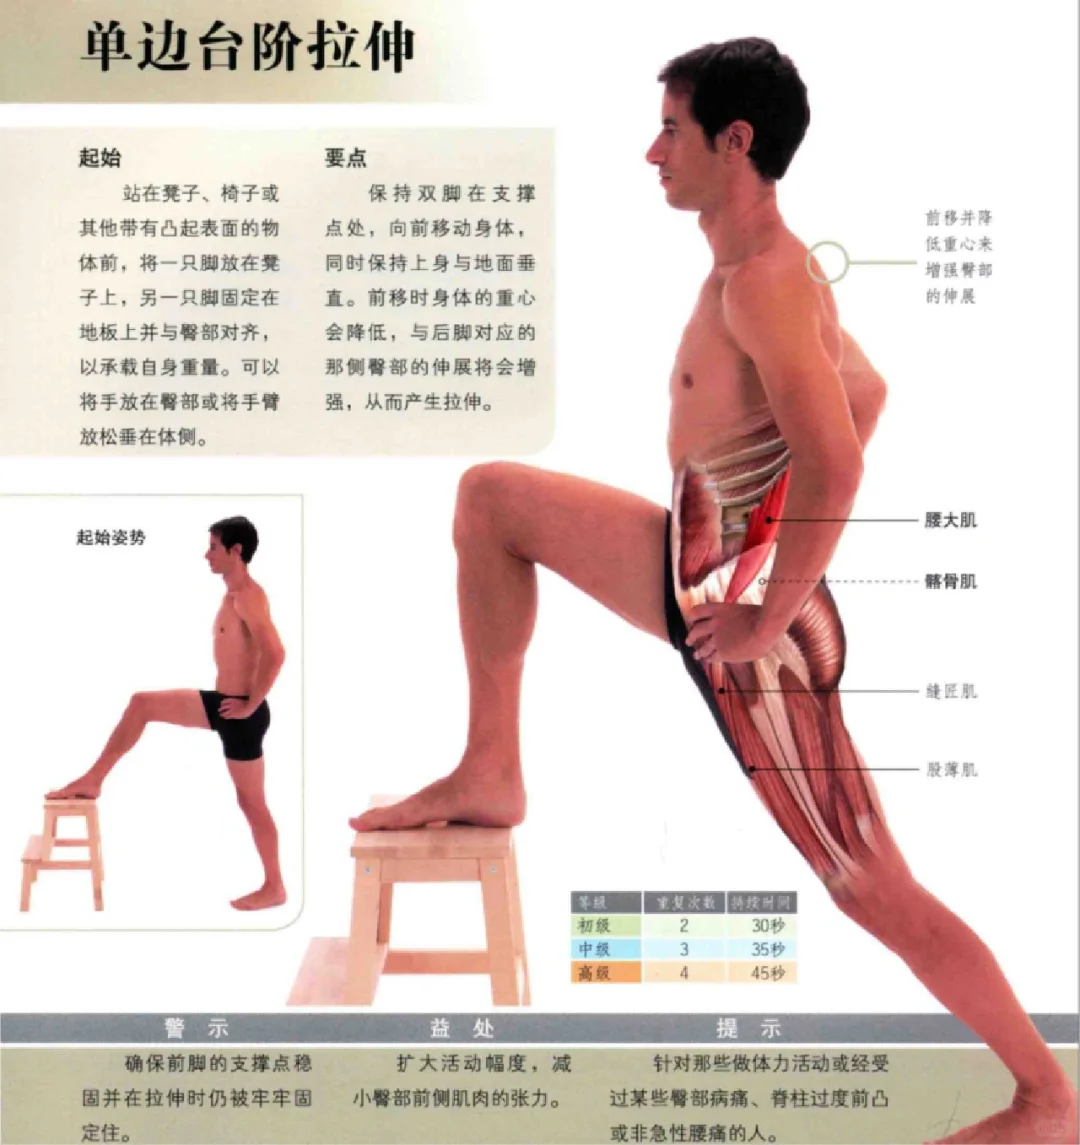 单边台阶拉伸
起始
站在凳子、椅子或
其他带有凸起表面的物
体前，将一只脚放在凳
子上，另一只脚固定在
地板上并与臀部对齐，
以承载自身重量。可以
将手放在臀部或将手臂
放松垂在体侧。
要点
保持双脚在支撑
点处，向前移动身体，
同时保持上身与地面垂
直。前移时身体的重心
会降低，与后脚对应的
那侧臀部的伸展将会增
强，从而产生拉伸。
前移并降
低重心来
增强臀部
的伸展
起始姿势
腰大肌
髂骨肌
缝匠肌
股薄肌
等级 重复次数 持续时间
初级 2 30秒
中级 3 35秒
高级 4 45秒
警示
确保前脚的支撑点稳
固并在拉伸时仍被牢牢固
定住。
益处
扩大活动幅度，减
小臀部前侧肌肉的张力。
提示
针对那些做体力活动或经受
过某些臀部病痛、脊柱过度前凸
或非急性腰痛的人。